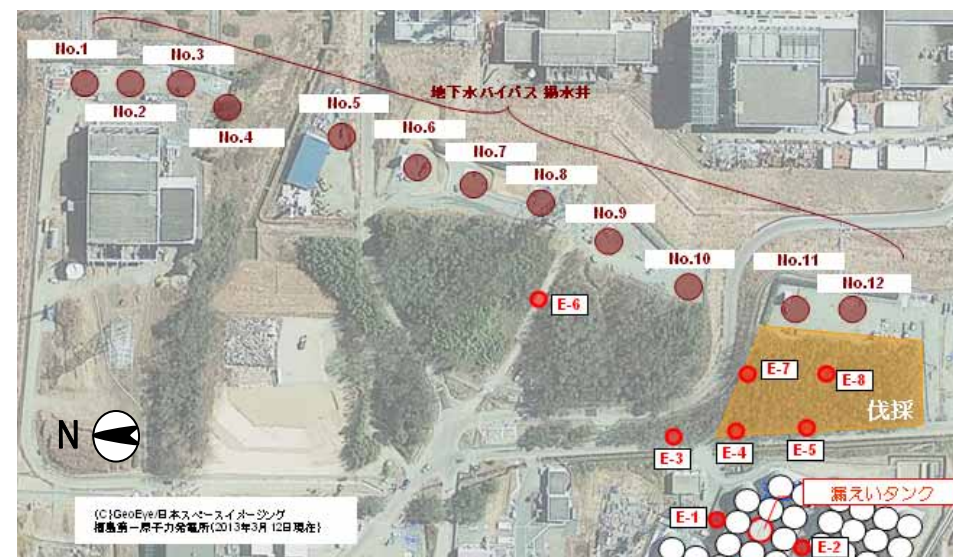 No.1
No.3
No.2
No.4
No.5
No.6
No.7
No.8
No.9
No.10
No.11
No.12
地下水バイパス 揚水井
E-6
E-7
E-8
伐採
E-3
E-4
E-5
N
漏えいタンク
E-1
E-2
(C)GeoEye/日本スペースイメージング
福島第一原子力発電所(2013年3月12日現在)